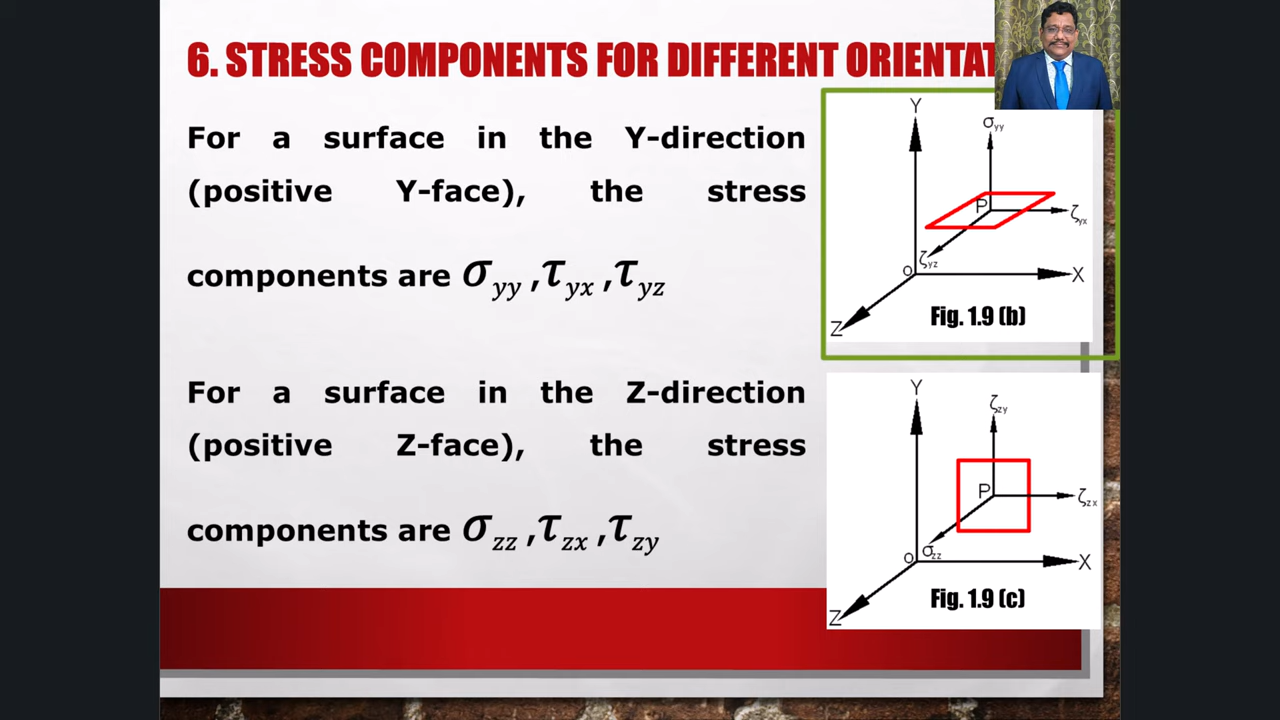 6. STRESS COMPONENTS FOR DIFFERENT ORIENTAT
For a surface in the Y-direction
(positive Y-face), the stress
components are σyy ,τyx ,τyz
For a surface in the Z-direction
(positive Z-face), the stress
components are σzz ,τzx ,τzy
Y
σyy
P
ζyx
ζyz
O
X
Z
Fig. 1.9 (b)
Y
ζzy
P
ζzx
σzz
O
X
Z
Fig. 1.9 (c)